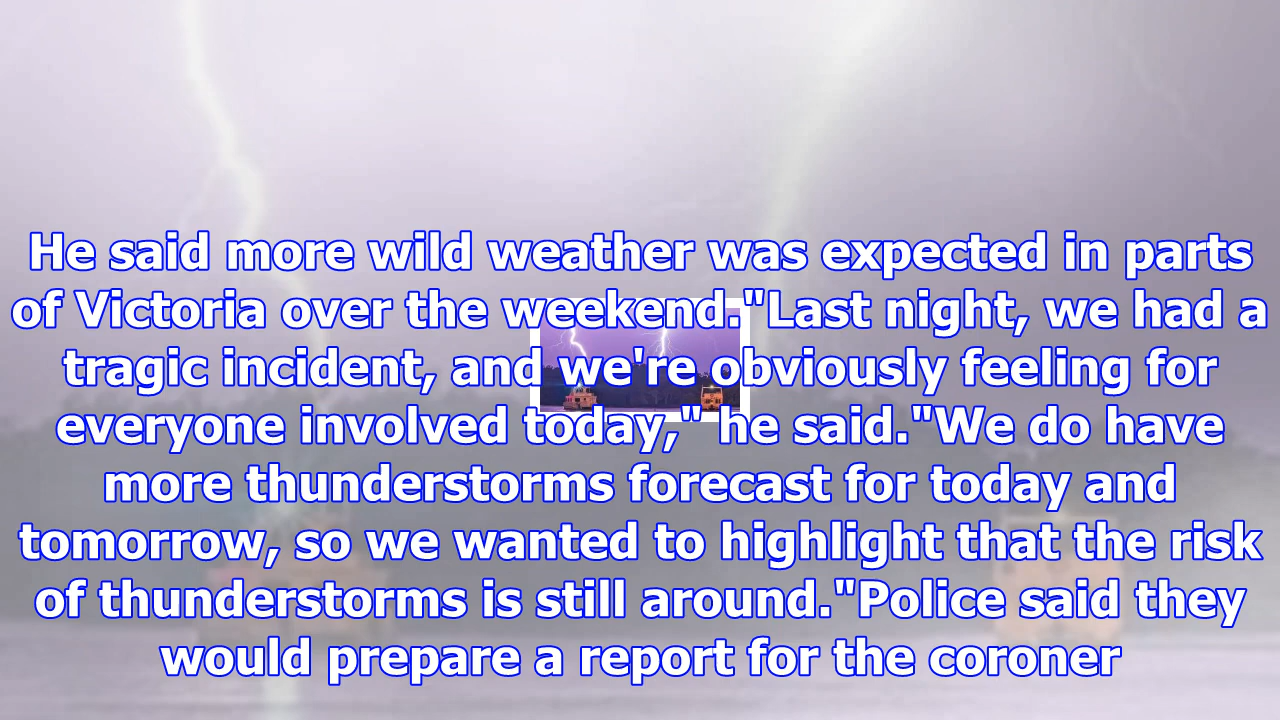 He said more wild weather was expected in parts
of Victoria over the weekend."Last night, we had a
tragic incident, and we're obviously feeling for
everyone involved today," he said."We do have
more thunderstorms forecast for today and
tomorrow, so we wanted to highlight that the risk
of thunderstorms is still around."Police said they
would prepare a report for the coroner